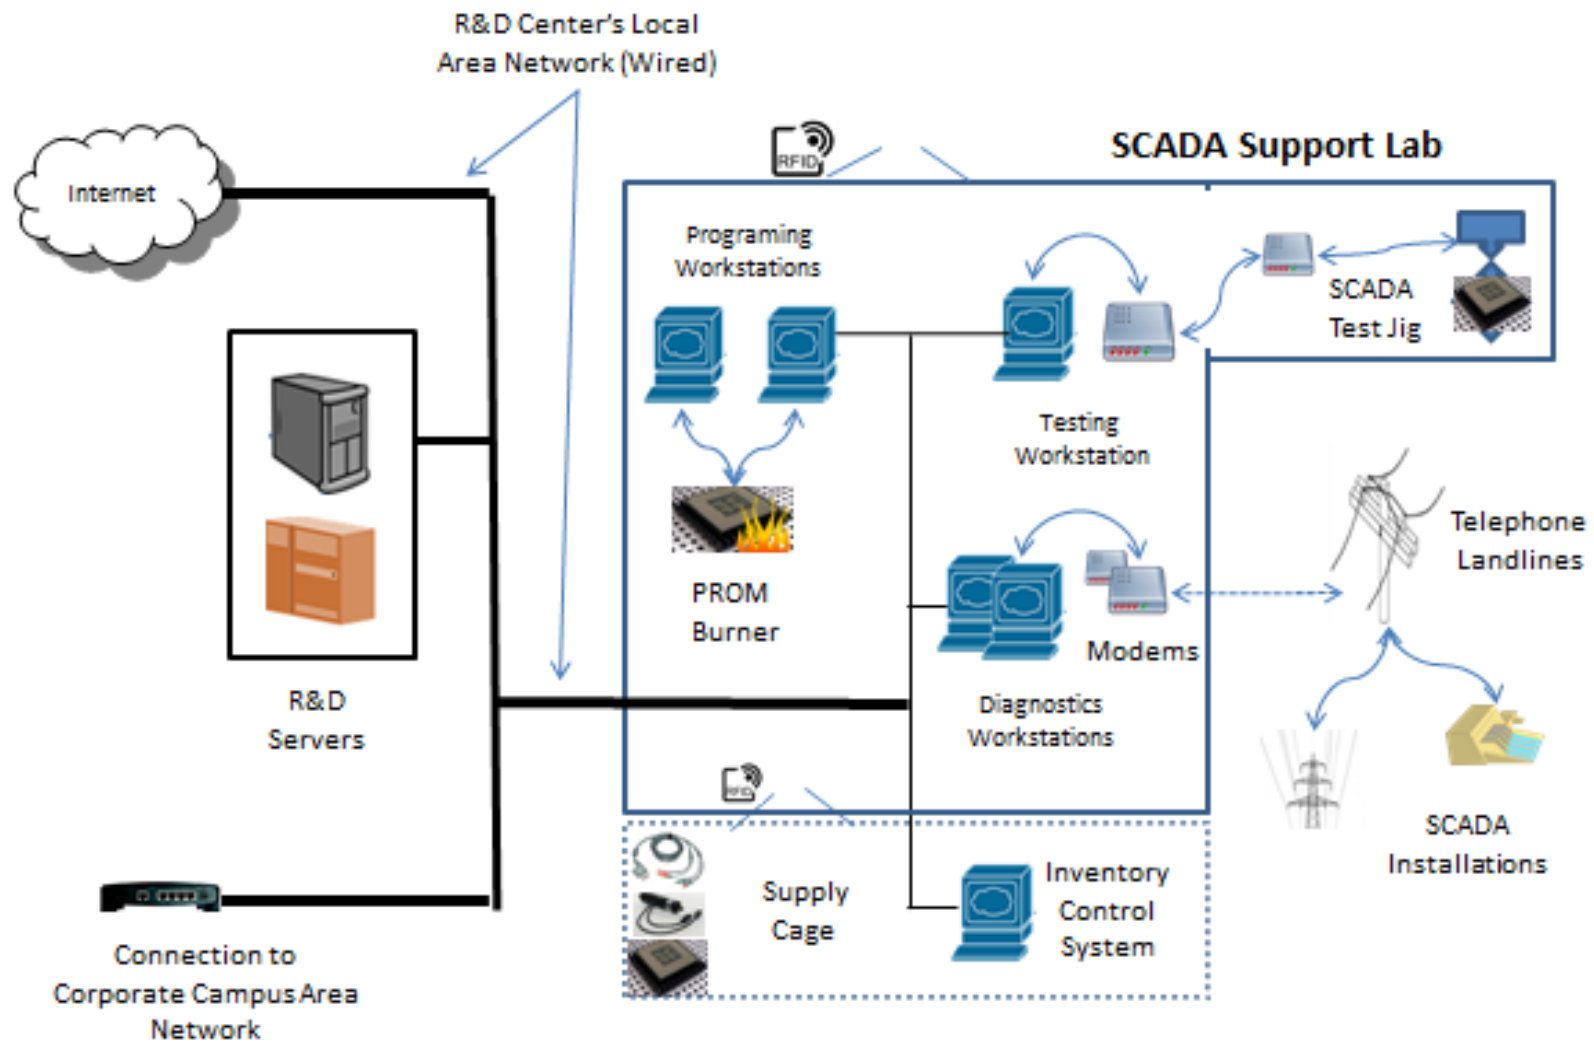 R&D Center's Local
Area Network (Wired)
SCADA Support Lab
RFID
Internet
Programing
Workstations
SCADA
Test Jig
Testing
Workstation
Telephone
Landlines
PROM
Burner
Modems
R&D
Servers
Diagnostics
Workstations
RFID
SCADA
Installations
Supply
Cage
Inventory
Control
System
Connection to
Corporate Campus Area
Network